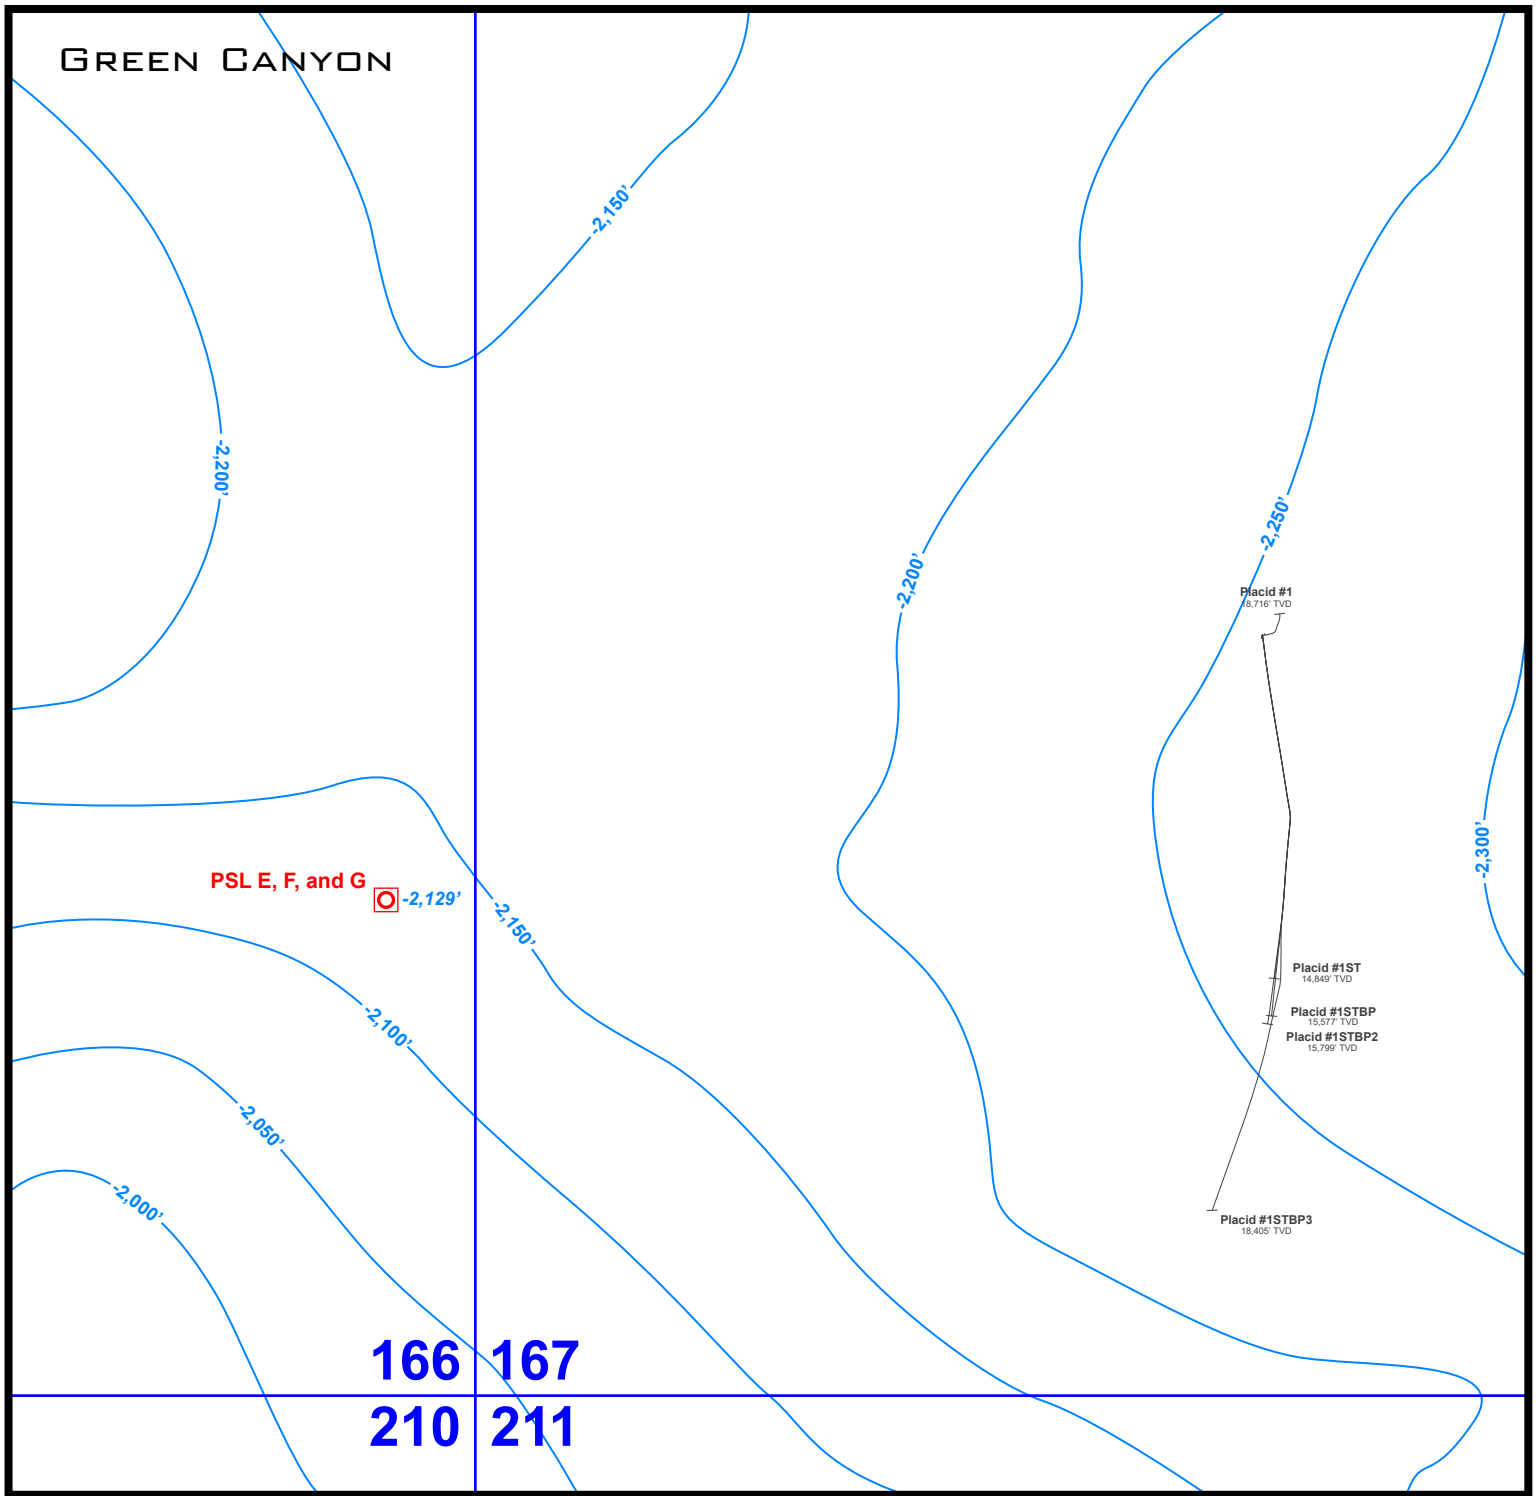 Green Canyon
-2,150'
-2,200'
-2,250'
-2,200'
Placid #1
18,716' TVD
-2,300'
PSL E, F, and G
-2,129'
-2,150'
Placid #1ST
14,849' TVD
-2,100'
Placid #1STBP
15,577' TVD
Placid #1STBP2
15,799' TVD
-2,050'
-2,000'
Placid #1STBP3
18,405' TVD
166 167
210 211